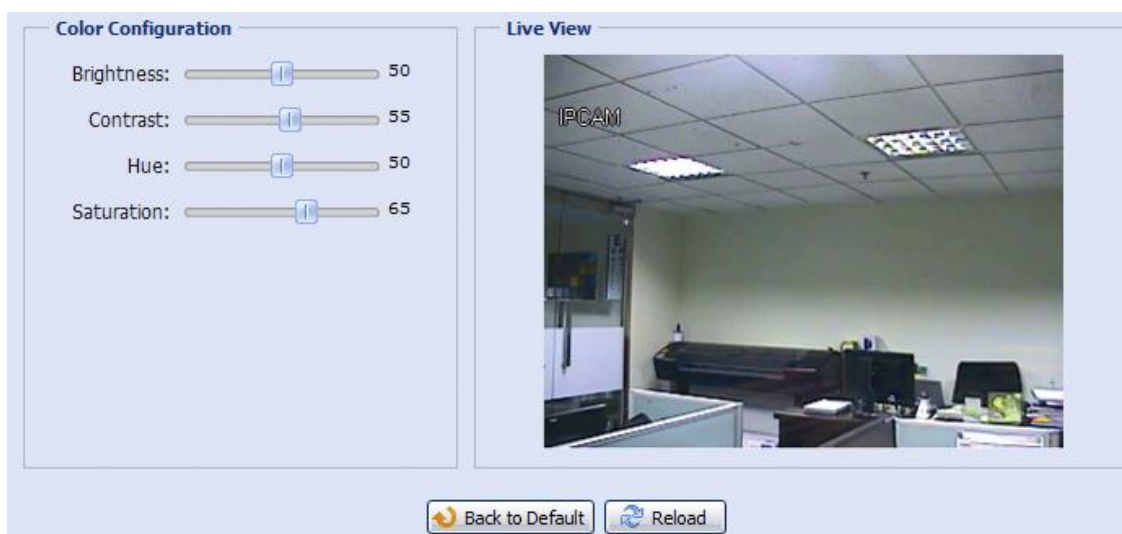 Color Configuration
Brightness: 50
Contrast: 55
Hue: 50
Saturation: 65
Live View
IPCAM
Back to Default
Reload